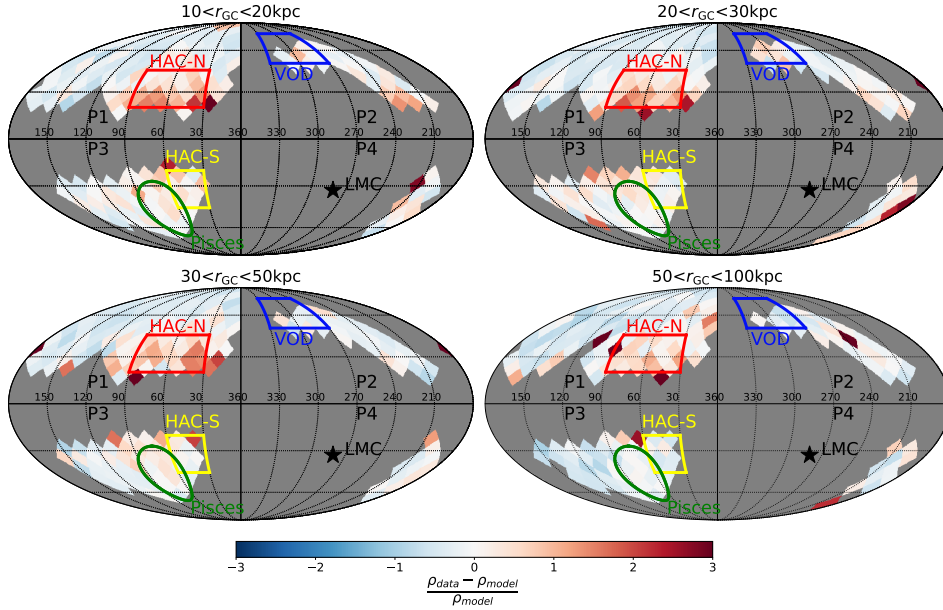 10<r_GC<20kpc
HAC-N
VOD
P1
P2
150 120 90 60 30 360 330 300 270 240 210
P3
P4
HAC-S
LMC
Pisces
20<r_GC<30kpc
HAC-N
VOD
P1
P2
150 120 90 60 30 360 330 300 270 240 210
P3
P4
HAC-S
LMC
Pisces
30<r_GC<50kpc
HAC-N
VOD
P1
P2
150 120 90 60 30 360 330 300 270 240 210
P3
P4
HAC-S
LMC
Pisces
50<r_GC<100kpc
HAC-N
VOD
P1
P2
150 120 90 60 30 360 330 300 270 240 210
P3
P4
HAC-S
LMC
Pisces
−3 −2 −1 0 1 2 3
ρ_data − ρ_model
ρ_model